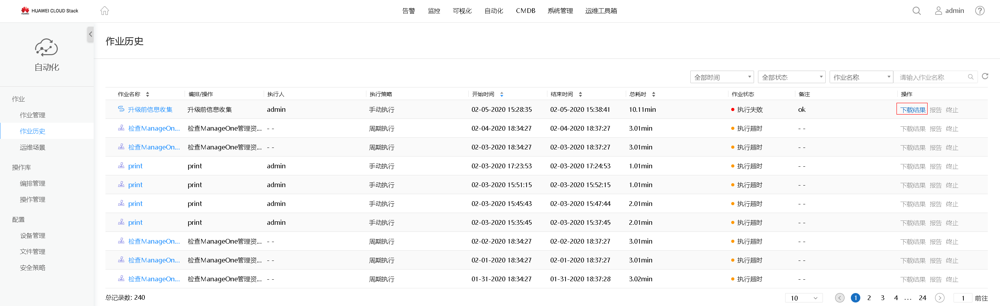 HUAWEI HUAWEI CLOUD Stack 告警 监控 可视化 自动化 CMDB 系统管理 运维工具箱 admin ?
作业历史
自动化
全部时间 全部状态 作业名称 请输入作业名称
作业
作业管理
作业历史
运维场景
操作库
编排管理
操作管理
配置
设备管理
文件管理
安全策略
作业名称 编排/操作 执行人 执行策略 开始时间 结束时间 总耗时 作业状态 备注 操作
升级前信息收集 升级前信息收集 admin 手动执行 02-05-2020 15:28:35 02-05-2020 15:38:41 10.11min 执行失败 ok 下载结果 报告 终止
检查ManageOn... 检查ManageOne管理资... - - 周期执行 02-04-2020 18:34:27 02-04-2020 18:37:27 3.01min 执行超时 - - 下载结果 报告 终止
检查ManageOn... 检查ManageOne管理资... - - 周期执行 02-03-2020 18:34:27 02-03-2020 18:37:27 3.01min 执行超时 - - 下载结果 报告 终止
print print admin 手动执行 02-03-2020 17:23:53 02-03-2020 17:24:53 1.01min 执行超时 - - 下载结果 报告 终止
print print admin 手动执行 02-03-2020 15:51:15 02-03-2020 15:52:15 1.01min 执行超时 - - 下载结果 报告 终止
print print admin 手动执行 02-03-2020 15:45:43 02-03-2020 15:47:44 2.01min 执行超时 - - 下载结果 报告 终止
print print admin 手动执行 02-03-2020 15:35:45 02-03-2020 15:37:45 2.01min 执行超时 - - 下载结果 报告 终止
检查ManageOn... 检查ManageOne管理资... - - 周期执行 02-02-2020 18:34:27 02-02-2020 18:37:27 3.01min 执行超时 - - 下载结果 报告 终止
检查ManageOn... 检查ManageOne管理资... - - 周期执行 02-01-2020 18:34:27 02-01-2020 18:37:27 3.01min 执行超时 - - 下载结果 报告 终止
检查ManageOn... 检查ManageOne管理资... - - 周期执行 01-31-2020 18:34:27 01-31-2020 18:37:28 3.02min 执行超时 - - 下载结果 报告 终止
总记录数: 240 10 1 2 3 4 ... 24 1 前往